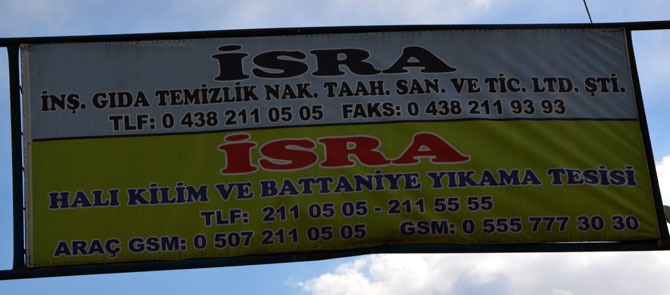 İSRA
İNŞ. GIDA TEMİZLİK NAK. TAAH. SAN. VE TİC. LTD. ŞTİ.
TLF: 0 438 211 05 05 FAKS: 0 438 211 93 93
İSRA
HALI KİLİM VE BATTANİYE YIKAMA TESİSİ
TLF: 211 05 05 - 211 55 55
ARAÇ GSM: 0 507 211 05 05 GSM: 0 555 777 30 30